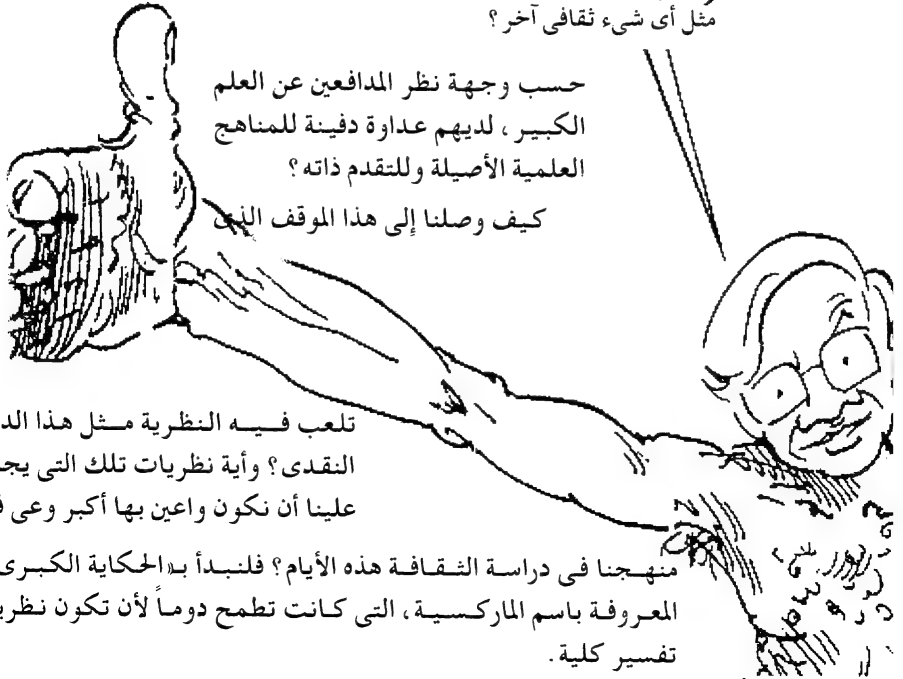 مثل أى شىء ثقافى آخر؟
حسب وجهة نظر المدافعين عن العلم
الكبير، لديهم عداوة دفينة للمناهج
العلمية الأصيلة وللتقدم ذاته؟
كيف وصلنا إلى هذا الموقف الذى
تلعب فيه النظرية مثل هذا
النقدى؟ وأية نظريات تلك التى
علينا أن نكون واعين بها أكبر وعى
منهجنا فى دراسة الثقافة هذه الأيام؟ فلنبدأ بـ«الحكاية الكبرى
المعروفة باسم الماركسية، التى كانت تطمح دوماً لأن تكون
تفسير كلية.